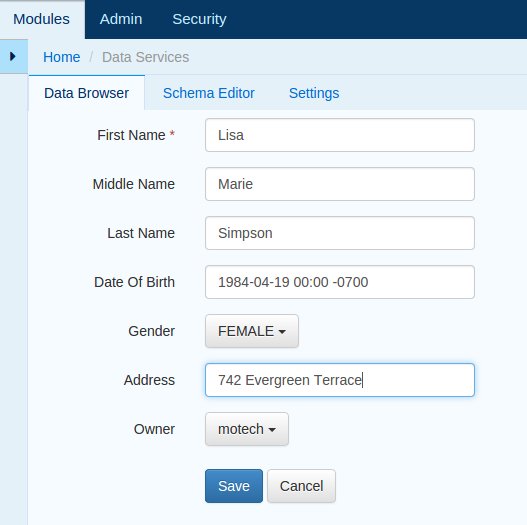 Modules Admin Security
Home / Data Services
Data Browser Schema Editor Settings
First Name * Lisa
Middle Name Marie
Last Name Simpson
Date Of Birth 1984-04-19 00:00 -0700
Gender FEMALE
Address 742 Evergreen Terrace
Owner motech
Save Cancel